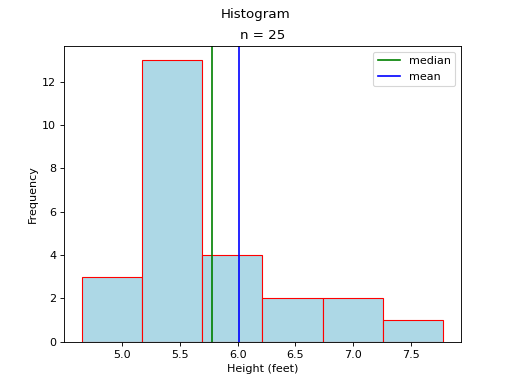 Histogram
n = 25
median
mean
12
10
8
6
4
2
0
Frequency
5.0 5.5 6.0 6.5 7.0 7.5
Height (feet)